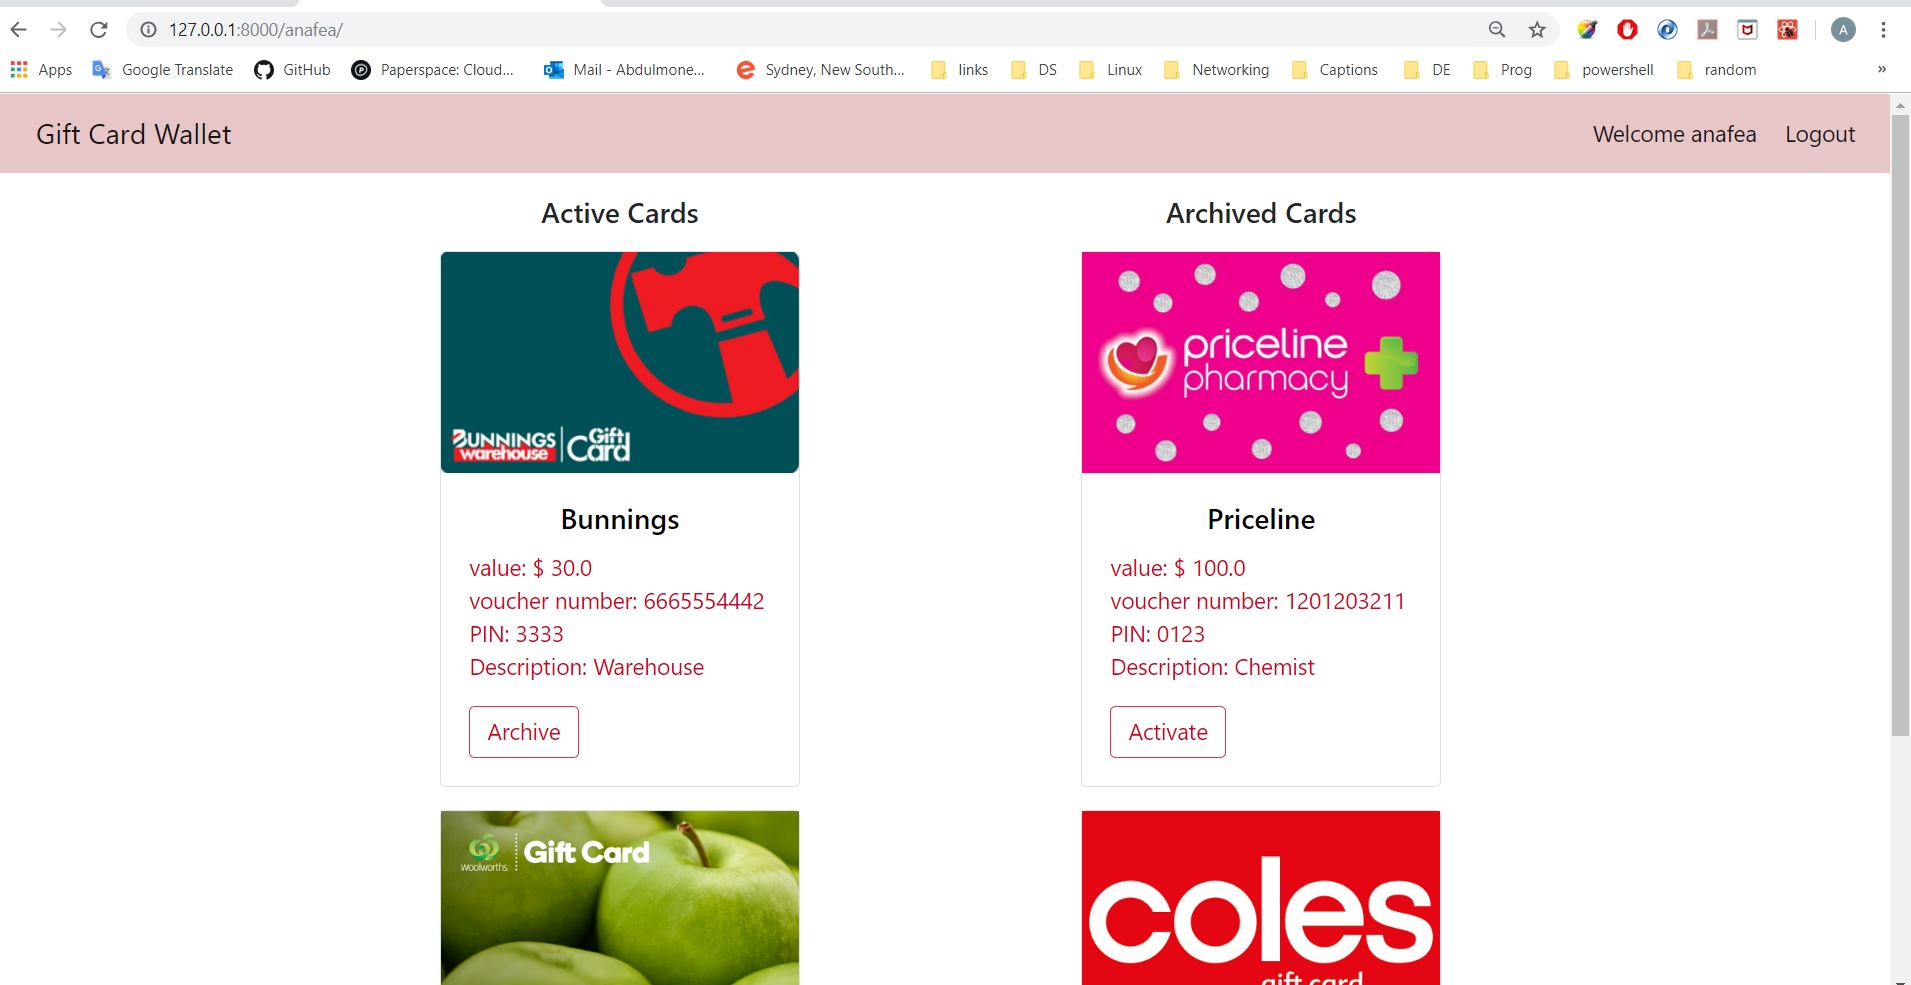 127.0.0.1:8000/anafea/
A
Apps Google Translate GitHub Paperspace: Cloud... Mail - Abdulmone... Sydney, New South... links DS Linux Networking Captions DE Prog powershell random »
Gift Card Wallet Welcome anafea Logout
Active Cards
BUNNINGS warehouse Gift Card
Bunnings
value: $ 30.0
voucher number: 6665554442
PIN: 3333
Description: Warehouse
Archive
woolworths Gift Card
Archived Cards
priceline
pharmacy
Priceline
value: $ 100.0
voucher number: 1201203211
PIN: 0123
Description: Chemist
Activate
coles
gift card